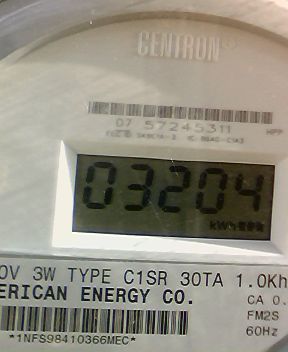 CENTRON
07 57245311
HPP
03204
0V 3W TYPE C1SR 30TA 1.0Kh
ERICAN ENERGY CO.
CA 0.
FM2S
60Hz
*1NFS98410366MEC*